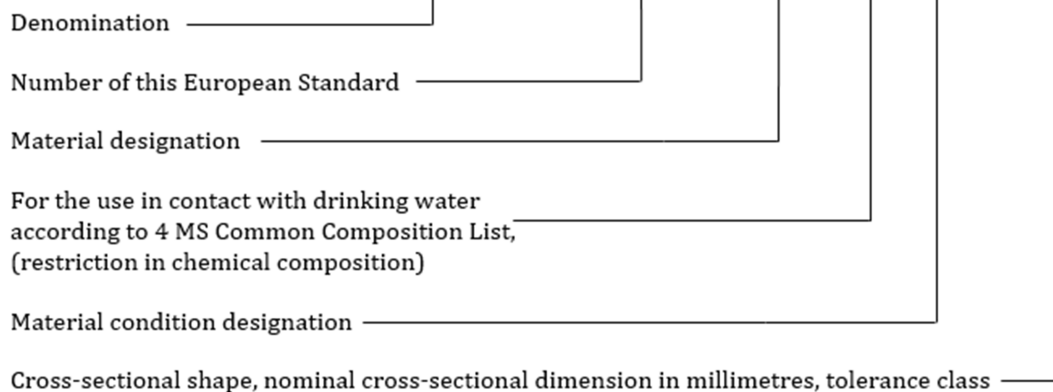 Denomination
Number of this European Standard
Material designation
For the use in contact with drinking water
according to 4 MS Common Composition List,
(restriction in chemical composition)
Material condition designation
Cross-sectional shape, nominal cross-sectional dimension in millimetres, tolerance class